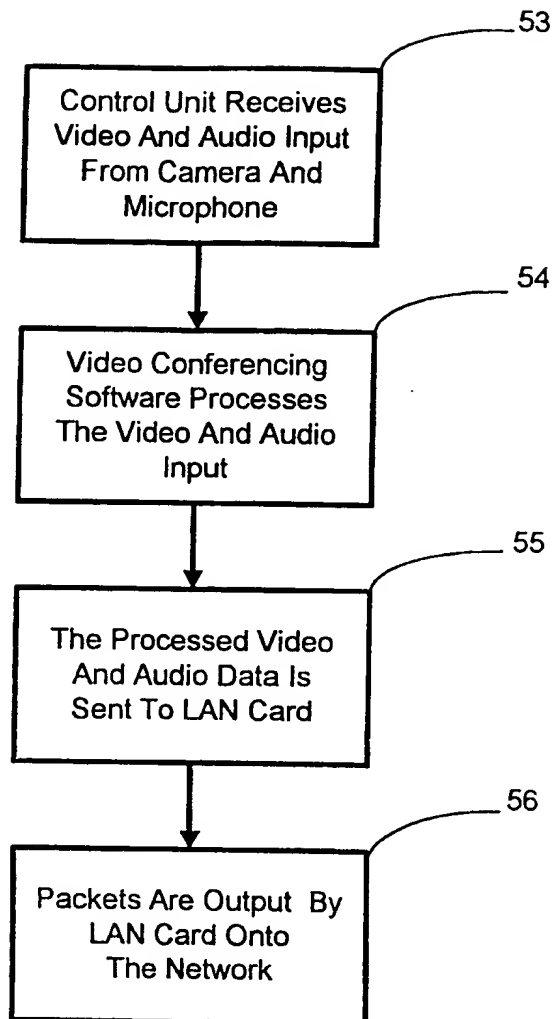 53
Control Unit Receives
Video And Audio Input
From Camera And
Microphone
54
Video Conferencing
Software Processes
The Video And Audio
Input
55
The Processed Video
And Audio Data Is
Sent To LAN Card
56
Packets Are Output By
LAN Card Onto
The Network